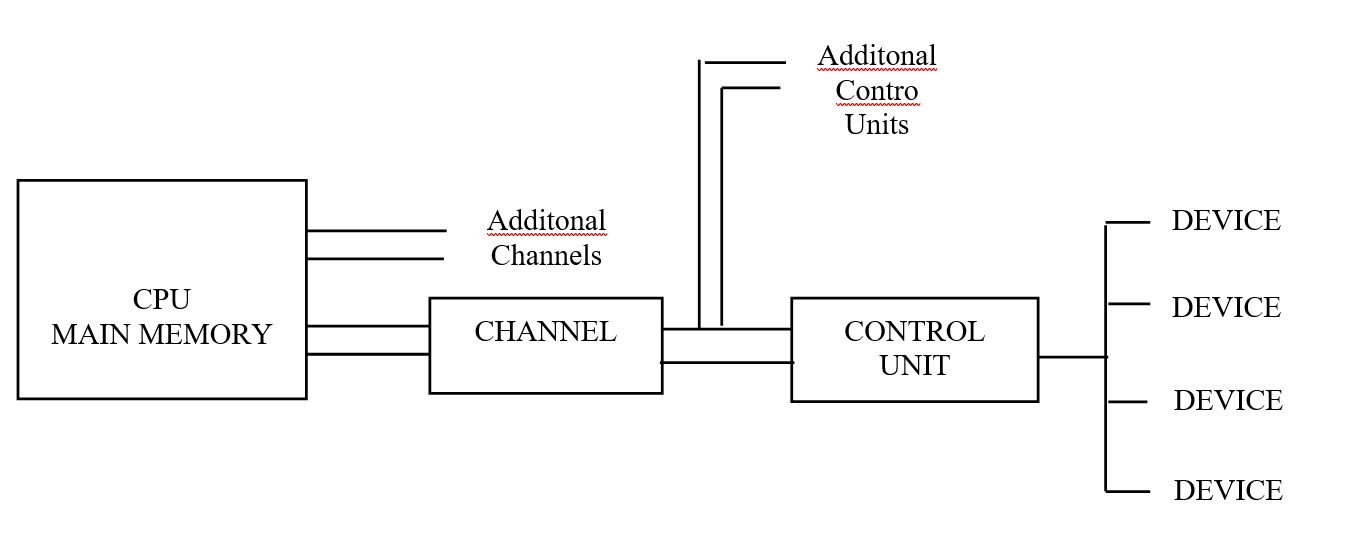 Additonal
Contro
Units
Additonal
Channels
CPU
MAIN MEMORY
CHANNEL
CONTROL
UNIT
DEVICE
DEVICE
DEVICE
DEVICE